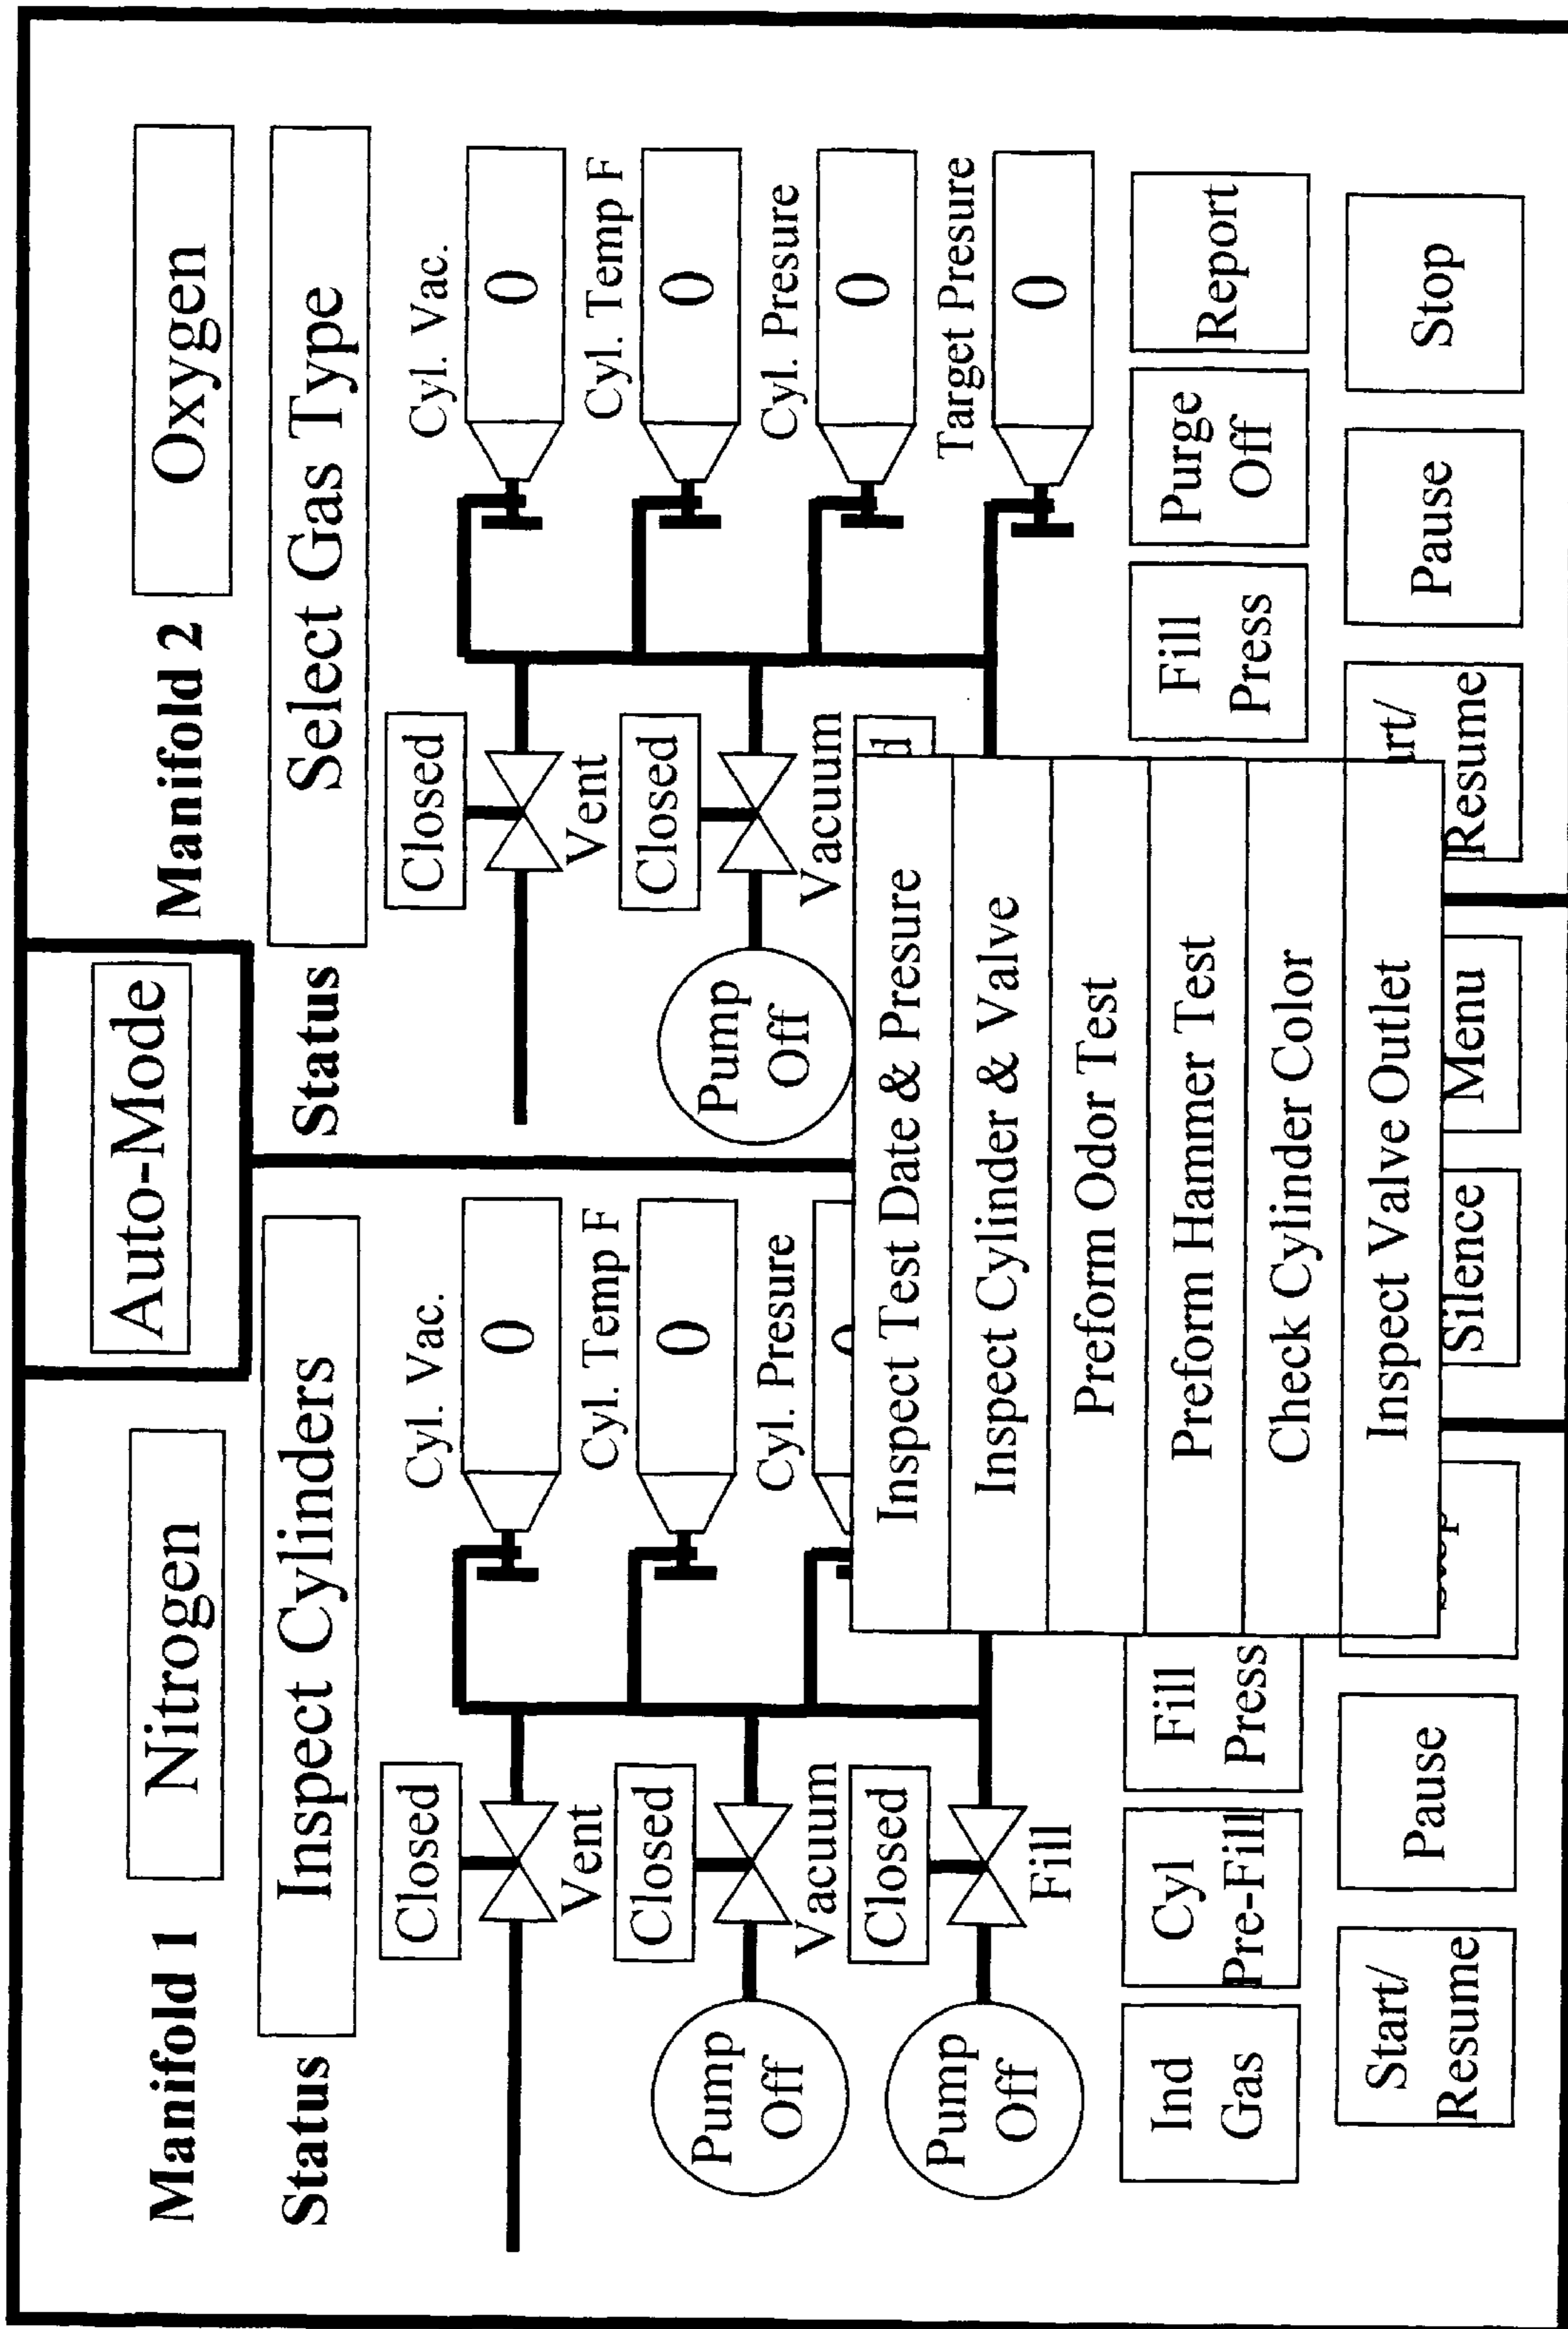 Auto-Mode
Manifold 1
Nitrogen
Manifold 2
Oxygen
Status
Inspect Cylinders
Status
Select Gas Type
Closed
Vent
Cyl. Vac.
0
Closed
Vent
Cyl. Vac.
0
Pump
Off
Closed
Vacuum
Cyl. Temp F
0
Pump
Off
Closed
Vacuum
Cyl. Temp F
0
Pump
Off
Closed
Fill
Cyl. Presure
Cyl. Presure
0
Target Presure
0
Inspect Test Date & Presure
Inspect Cylinder & Valve
Preform Odor Test
Preform Hammer Test
Check Cylinder Color
Inspect Valve Outlet
Ind
Gas
Cyl
Pre-Fill
Fill
Press
Fill
Press
Purge
Off
Report
Start/
Resume
Pause
Silence
Menu
Resume
Pause
Stop